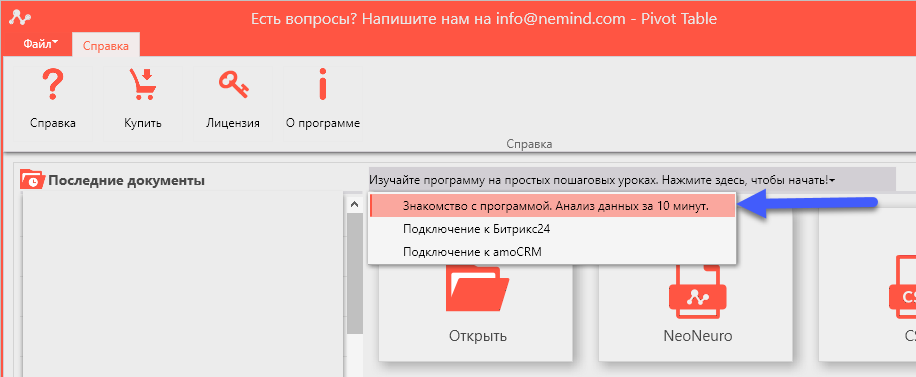 Есть вопросы? Напишите нам на info@nemind.com - Pivot Table
Файл
Справка
Справка
Купить
Лицензия
О программе
Справка
Последние документы
Изучайте программу на простых пошаговых уроках. Нажмите здесь, чтобы начать!
Знакомство с программой. Анализ данных за 10 минут.
Подключение к Битрикс24
Подключение к amoCRM
Открыть
NeoNeuro
CS
CS